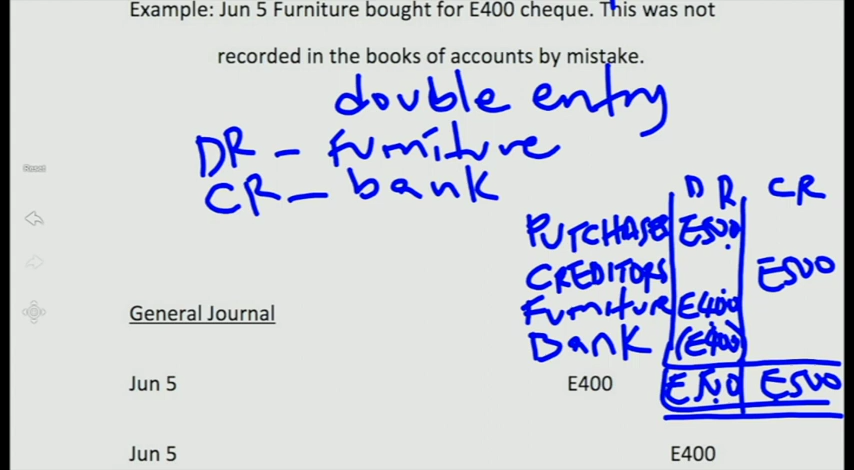 Example: Jun 5 Furniture bought for E400 cheque. This was not
recorded in the books of accounts by mistake.
double entry
DR - furniture
CR - bank
DR CR
PUTCHASES E500
CREDITORS E500
Furniture E400
Bank (E400)
E500 E500
General Journal
Jun 5 E400
Jun 5 E400
Reset